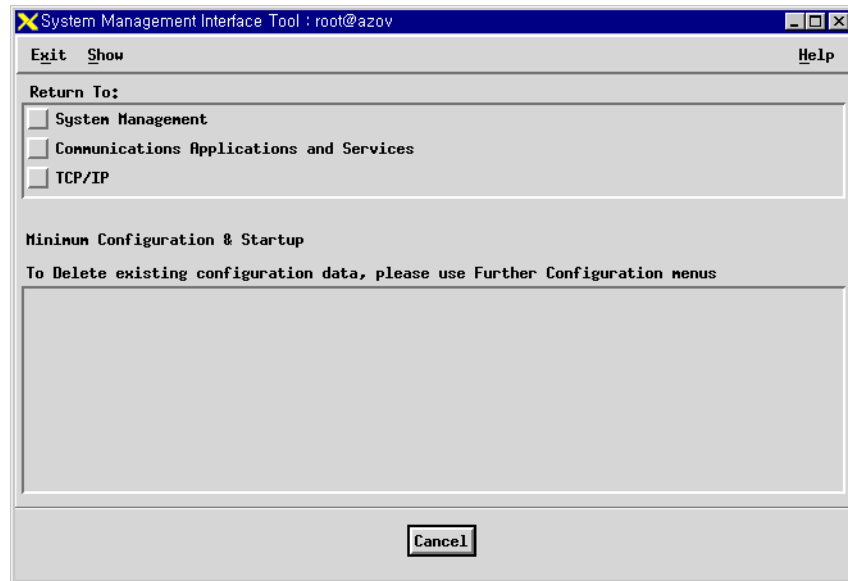 System Management Interface Tool : root@azov
Exit Show Help
Return To:
System Management
Communications Applications and Services
TCP/IP
Minimum Configuration & Startup
To Delete existing configuration data, please use Further Configuration menus
Cancel